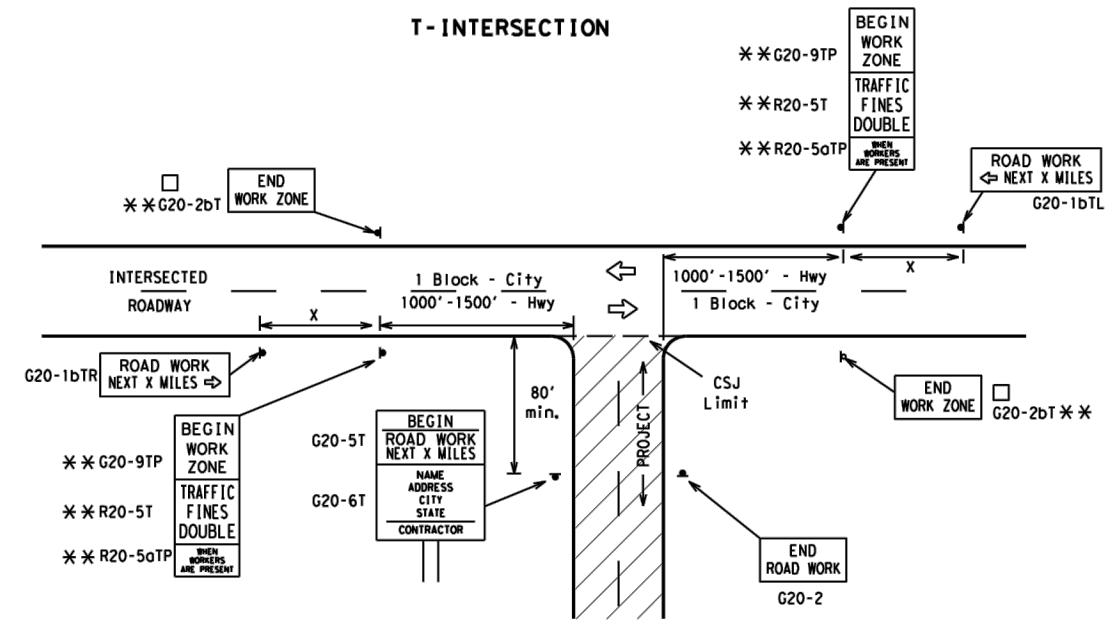 T-INTERSECTION
BEGIN
WORK
ZONE
**G20-9TP
TRAFFIC
FINES
DOUBLE
**R20-5T
WHEN
WORKERS
ARE PRESENT
**R20-5aTP
ROAD WORK
⇦ NEXT X MILES
G20-1bTL
END
WORK ZONE
□
**G20-2bT
INTERSECTED
ROADWAY
1 Block - City
1000'-1500' - Hwy
X
1000'-1500' - Hwy
1 Block - City
X
G20-1bTR
ROAD WORK
NEXT X MILES ⇨
80'
min.
CSJ
Limit
PROJECT
END
WORK ZONE
□
G20-2bT **
BEGIN
WORK
ZONE
**G20-9TP
TRAFFIC
FINES
DOUBLE
**R20-5T
WHEN
WORKERS
ARE PRESENT
**R20-5aTP
G20-5T
BEGIN
ROAD WORK
NEXT X MILES
G20-6T
NAME
ADDRESS
CITY
STATE
CONTRACTOR
END
ROAD WORK
G20-2